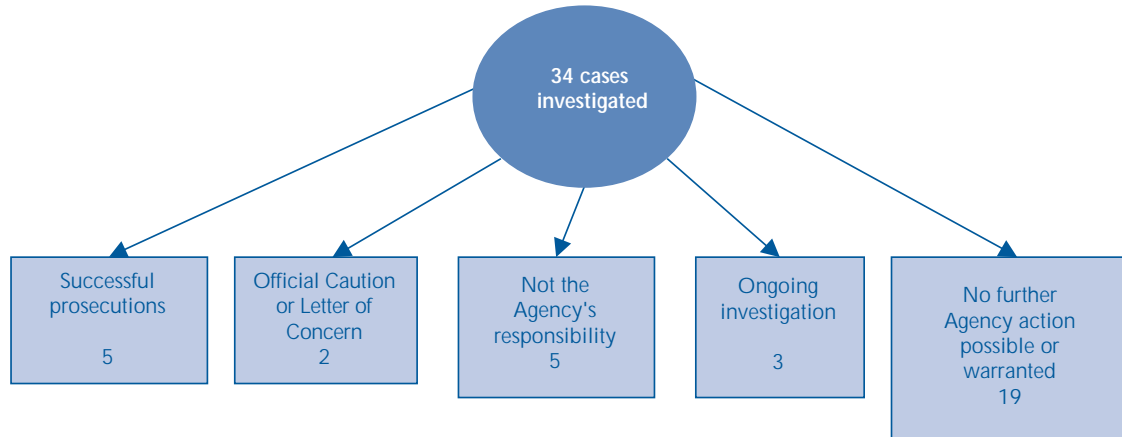 34 cases
investigated
Successful
prosecutions
5
Official Caution
or Letter of
Concern
2
Not the
Agency's
responsibility
5
Ongoing
investigation
3
No further
Agency action
possible or
warranted
19